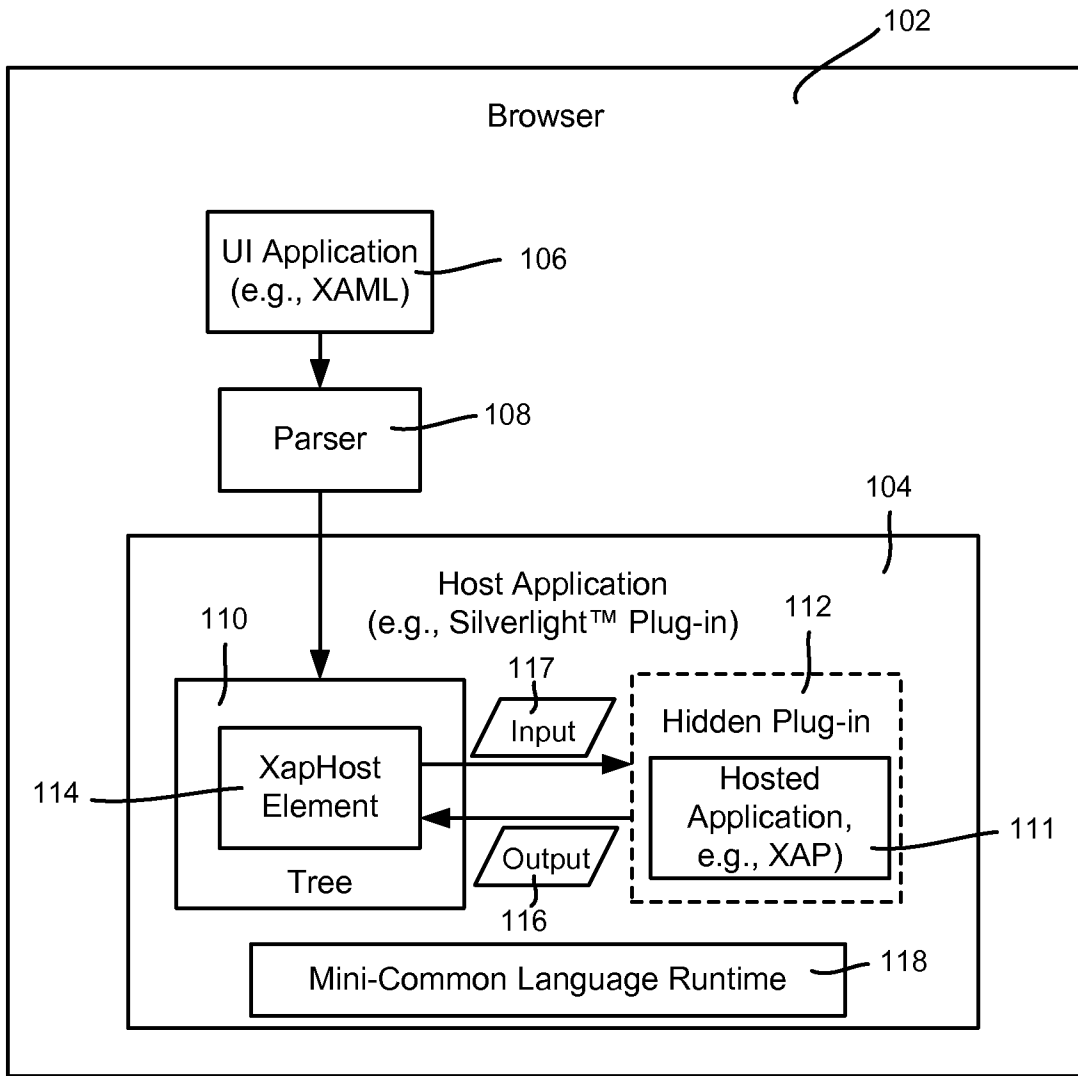 102
Browser
UI Application
(e.g., XAML)
106
Parser
108
104
Host Application
(e.g., Silverlight™ Plug-in)
110
112
117
Input
Hidden Plug-in
XapHost
Element
114
Hosted
Application,
e.g., XAP)
111
Output
Tree
116
Mini-Common Language Runtime
118